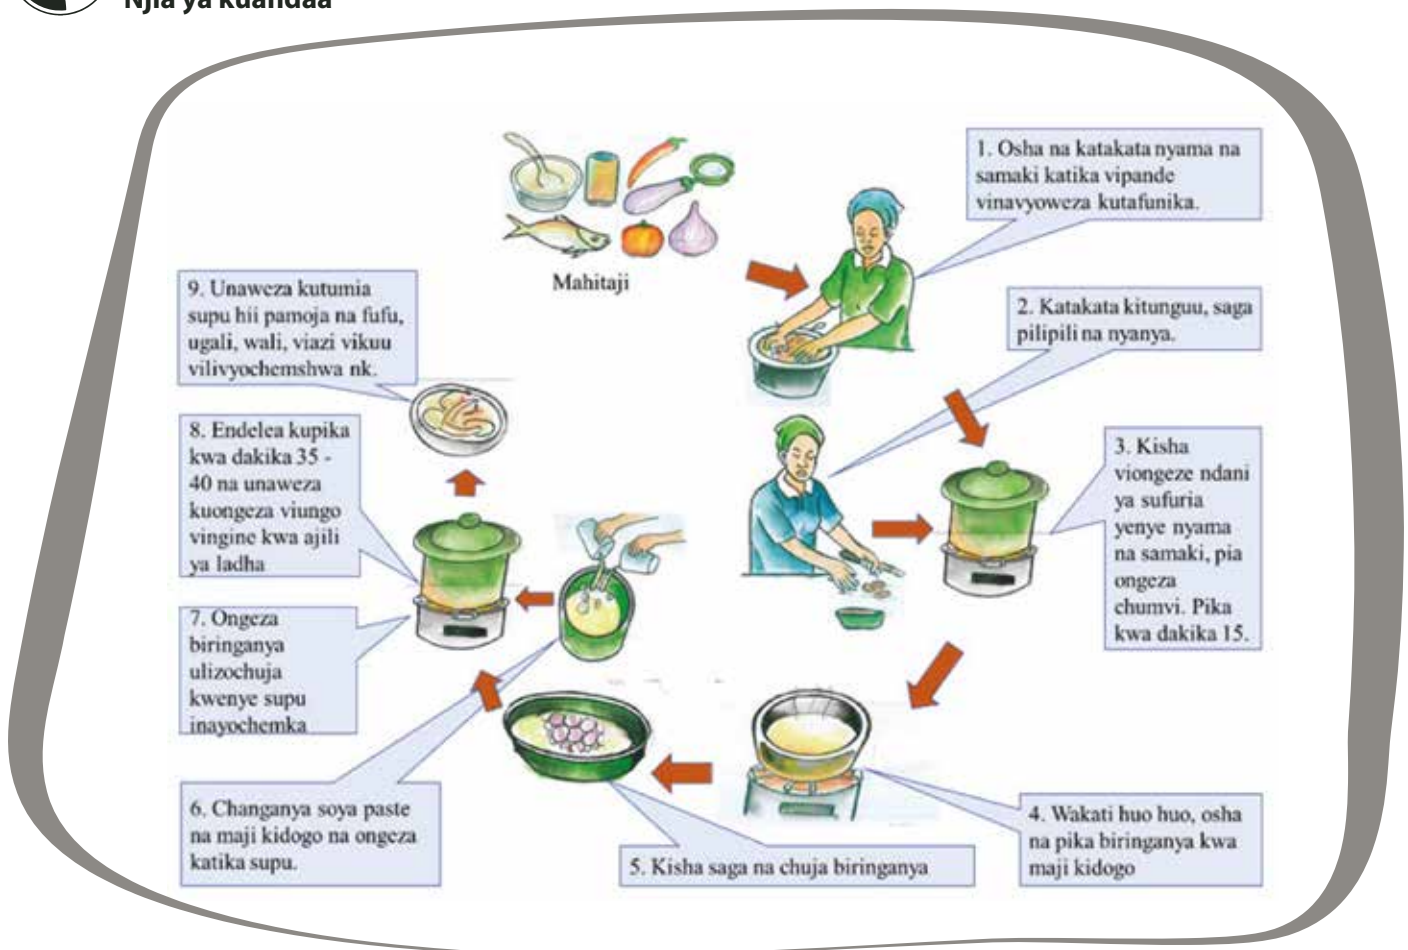 Njia ya kuandaa
Mahitaji
1. Osha na katakata nyama na
samaki katika vipande
vinavyoweza kutafunika.
2. Katakata kitunguu, saga
pilipili na nyanya.
3. Kisha
viongeze ndani
ya sufuria
yenye nyama
na samaki, pia
ongeza
chumvi. Pika
kwa dakika 15.
4. Wakati huo huo, osha
na pika biringanya kwa
maji kidogo
5. Kisha saga na chuja biringanya
6. Changanya soya paste
na maji kidogo na ongeza
katika supu.
7. Ongeza
biringanya
ulizochuja
kwenye supu
inayochemka
8. Endelea kupika
kwa dakika 35 -
40 na unaweza
kuongeza viungo
vingine kwa ajili
ya ladha
9. Unaweza kutumia
supu hii pamoja na fufu,
ugali, wali, viazi vikuu
vilivyochemshwa nk.